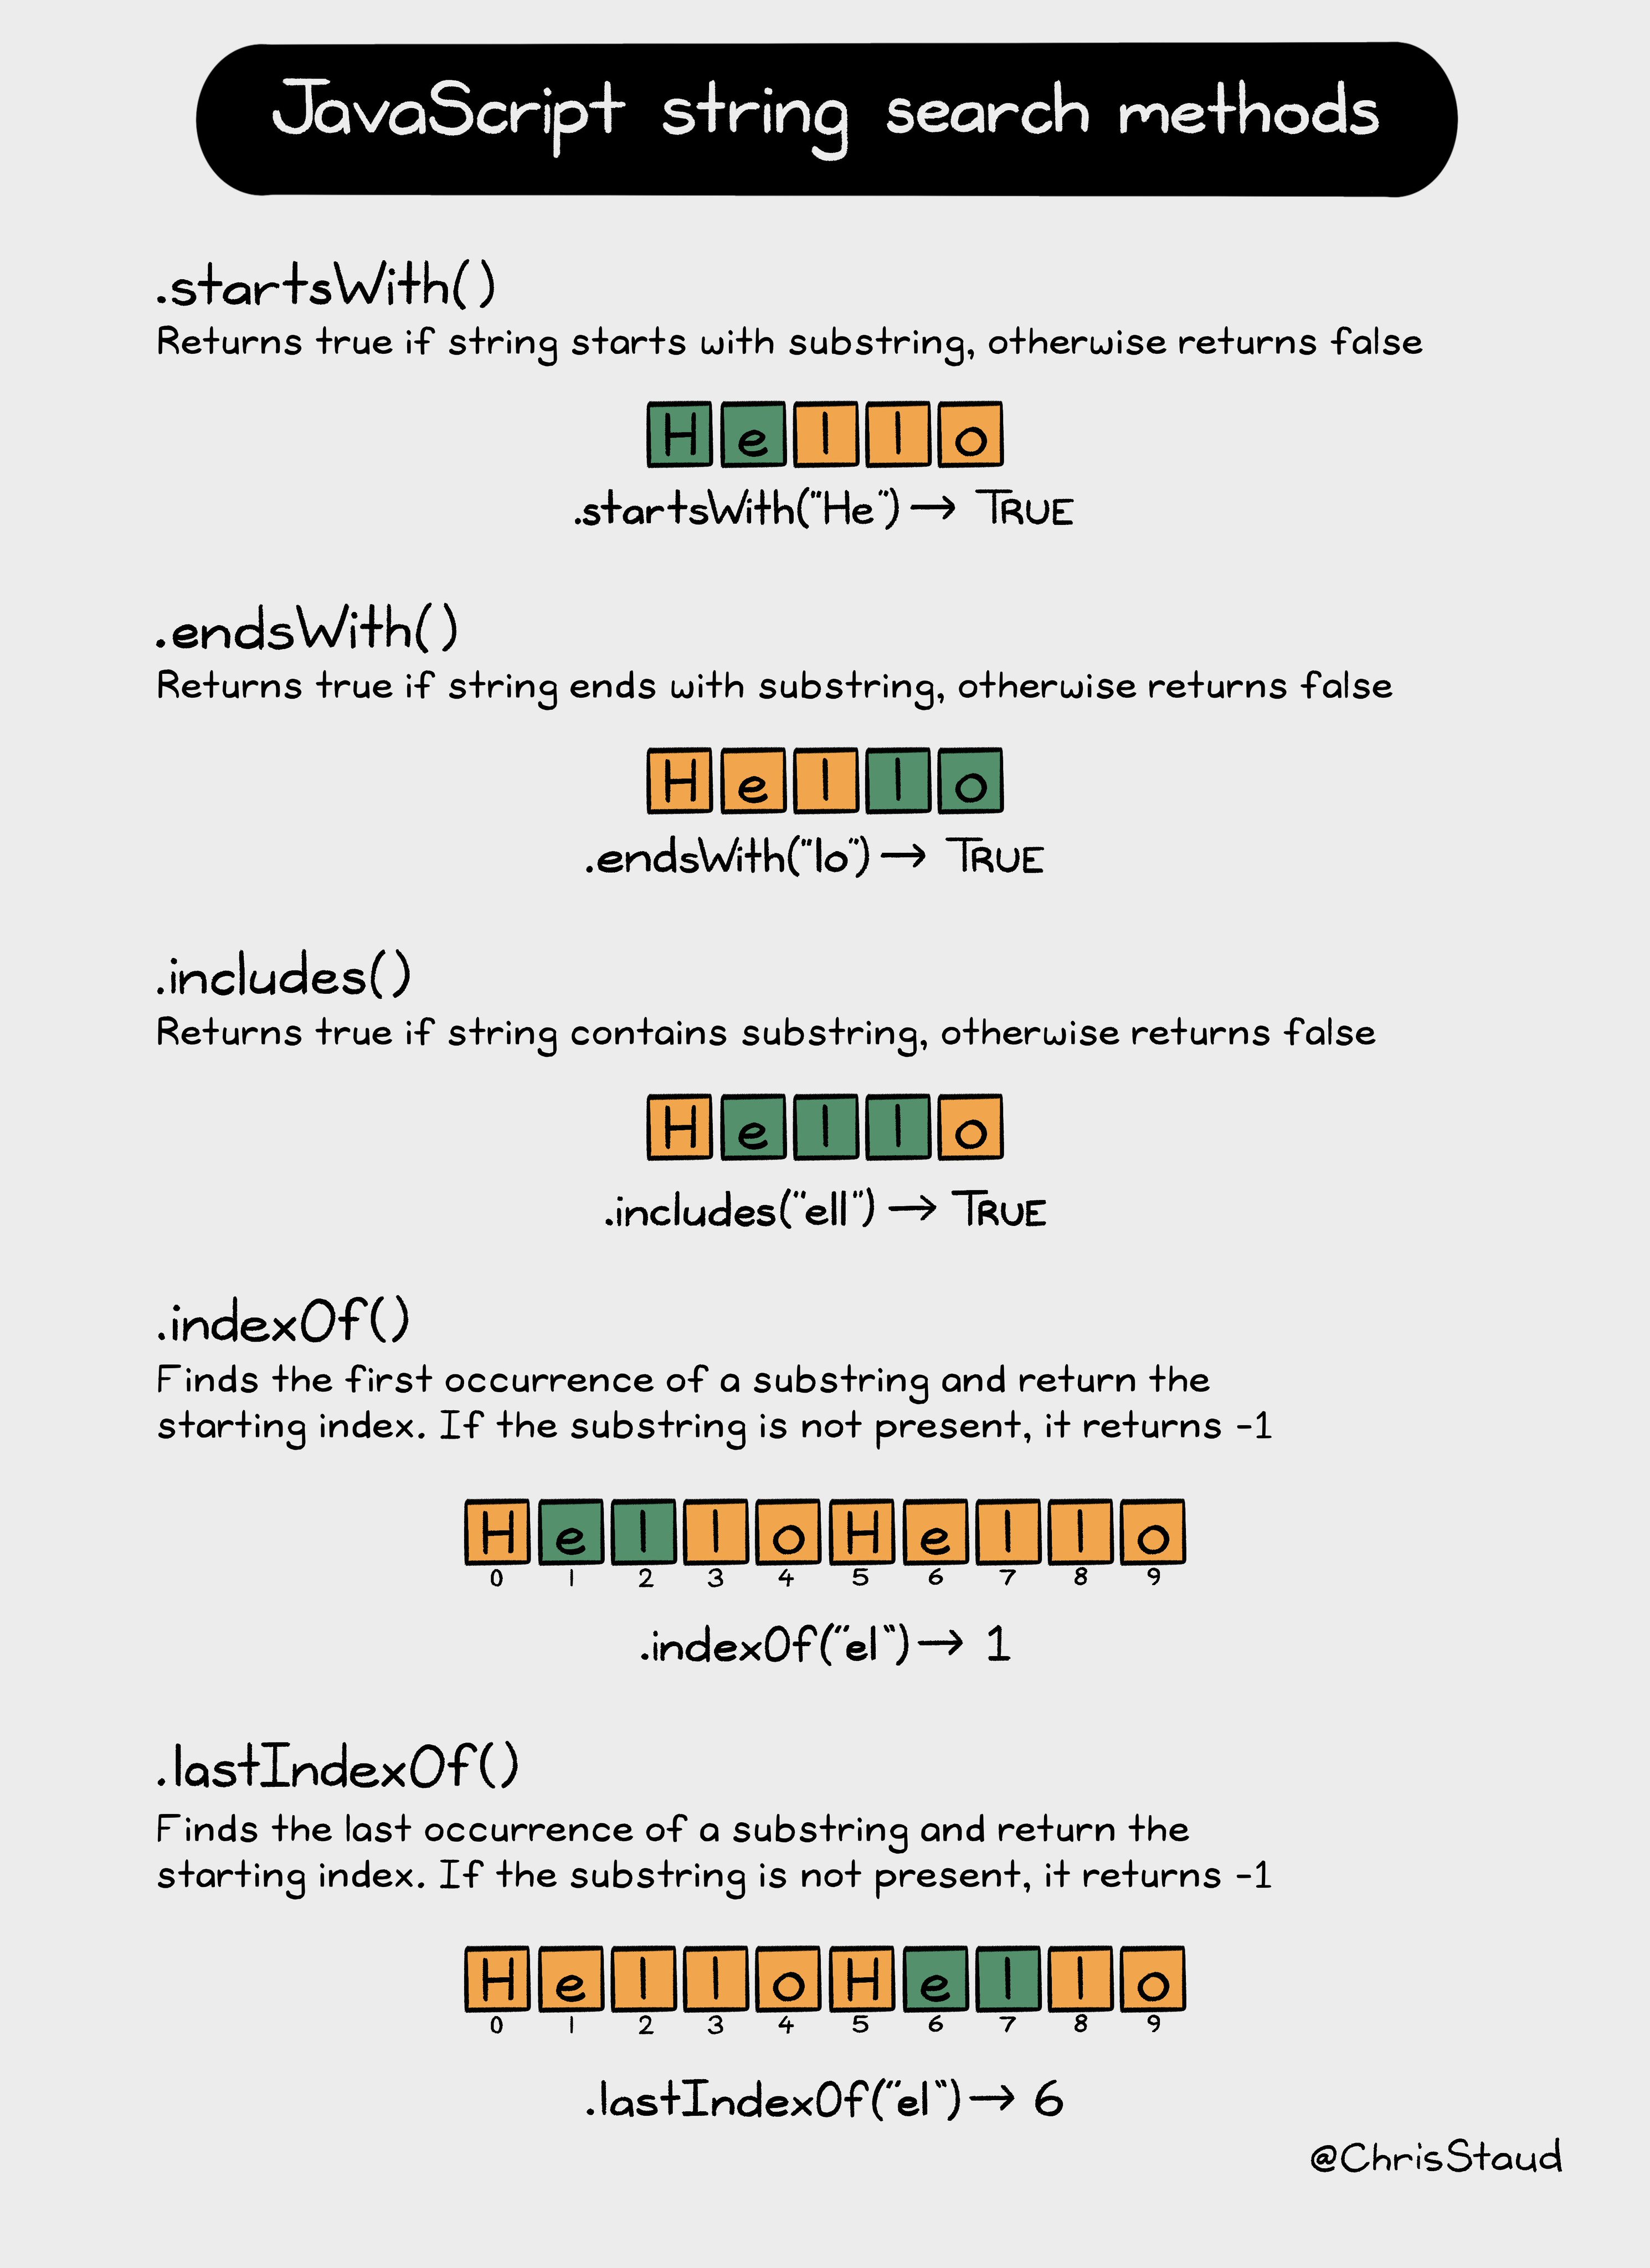 JavaScript string search methods
.startsWith()
Returns true if string starts with substring, otherwise returns false
H e l l o
.startsWith("He") → TRUE
.endsWith()
Returns true if string ends with substring, otherwise returns false
H e l l o
.endsWith("lo") → TRUE
.includes()
Returns true if string contains substring, otherwise returns false
H e l l o
.includes("ell") → TRUE
.indexOf()
Finds the first occurrence of a substring and return the
starting index. If the substring is not present, it returns -1
H e l l o H e l l o
0 1 2 3 4 5 6 7 8 9
.indexOf("el") → 1
.lastIndexOf()
Finds the last occurrence of a substring and return the
starting index. If the substring is not present, it returns -1
H e l l o H e l l o
0 1 2 3 4 5 6 7 8 9
.lastIndexOf("el") → 6
@ChrisStaud